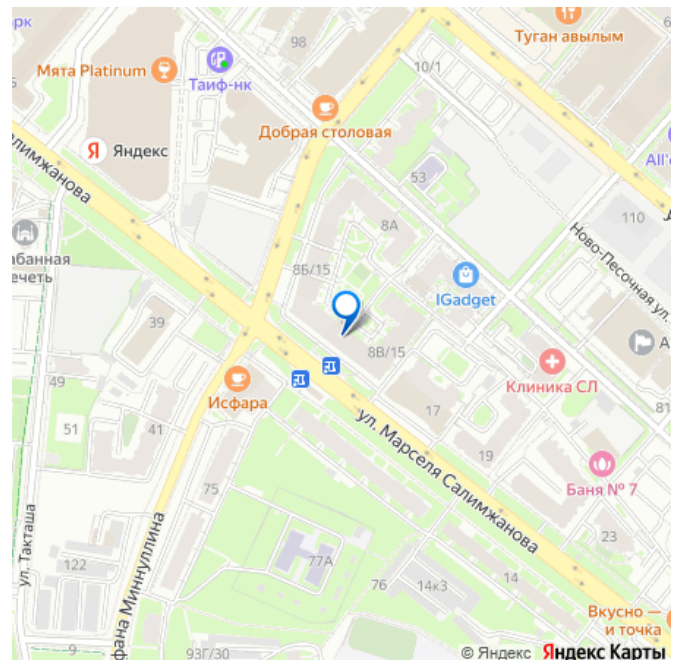 Туган авылым
98
10/1
Мята Platinum
Таиф-нк
Добрая столовая
Яндекс
Я
All'
53
110
8А
Ново-Песочная ул.
абанная
ечеть
8Б/15
IGadget
39
8В/15
Клиника СЛ
49
Исфара
17
81
51
41
ул. Марселя Салимжанова
19
Баня № 7
75
ул. Такташа
23
77А
122
76
14к3
14
Вкусно —
и точка
9
93Г/30
фана Миннуллина
алимжанова
© Яндекс Яндекс Карты